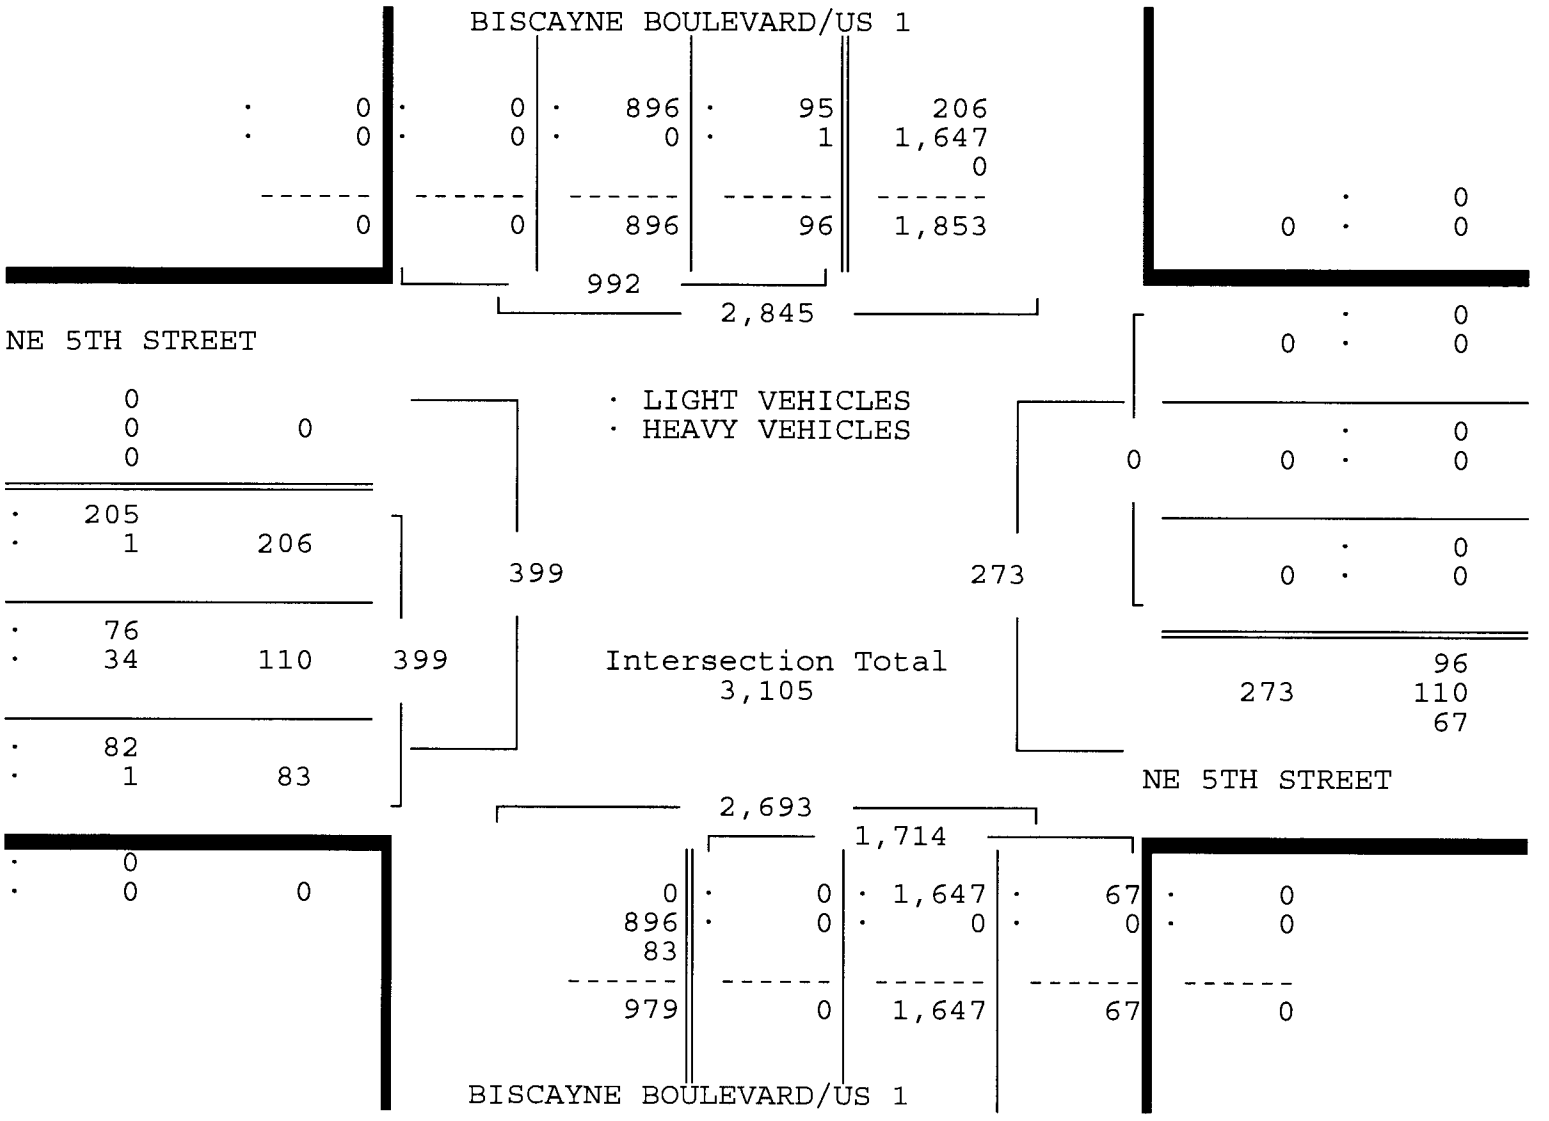 BISCAYNE BOULEVARD/US 1
· 0 · 0 · 896 · 95 206
· 0 · 0 · 0 · 1 1,647
0
------ ------ ------ ------ ------
0 0 896 96 1,853
· 0
0 · 0
992
2,845
· 0
0 · 0
NE 5TH STREET
0
0 0
0
· LIGHT VEHICLES
· HEAVY VEHICLES
· 0
0 0 · 0
· 205
· 1 206
399
273
· 0
0 · 0
· 76
· 34 110 399
Intersection Total
3,105
96
273 110
67
· 82
· 1 83
NE 5TH STREET
2,693
1,714
· 0
· 0 0
0 · 0 · 1,647 · 67 · 0
896 · 0 · 0 · 0 · 0
83
------ ------ ------ ------ ------
979 0 1,647 67 0
BISCAYNE BOULEVARD/US 1